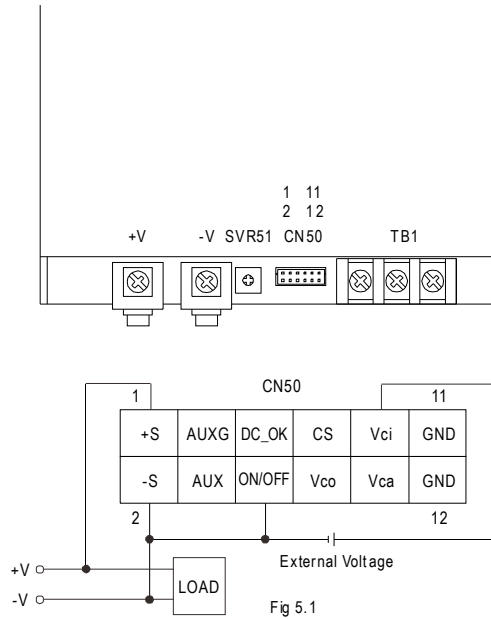 1 11
2 12
+V -V SVR51 CN50 TB1
CN50
1 11
+S AUXG DC_OK CS Vci GND
-S AUX ON/OFF Vco Vca GND
2 12
External Voltage
+V
LOAD
-V
Fig 5.1